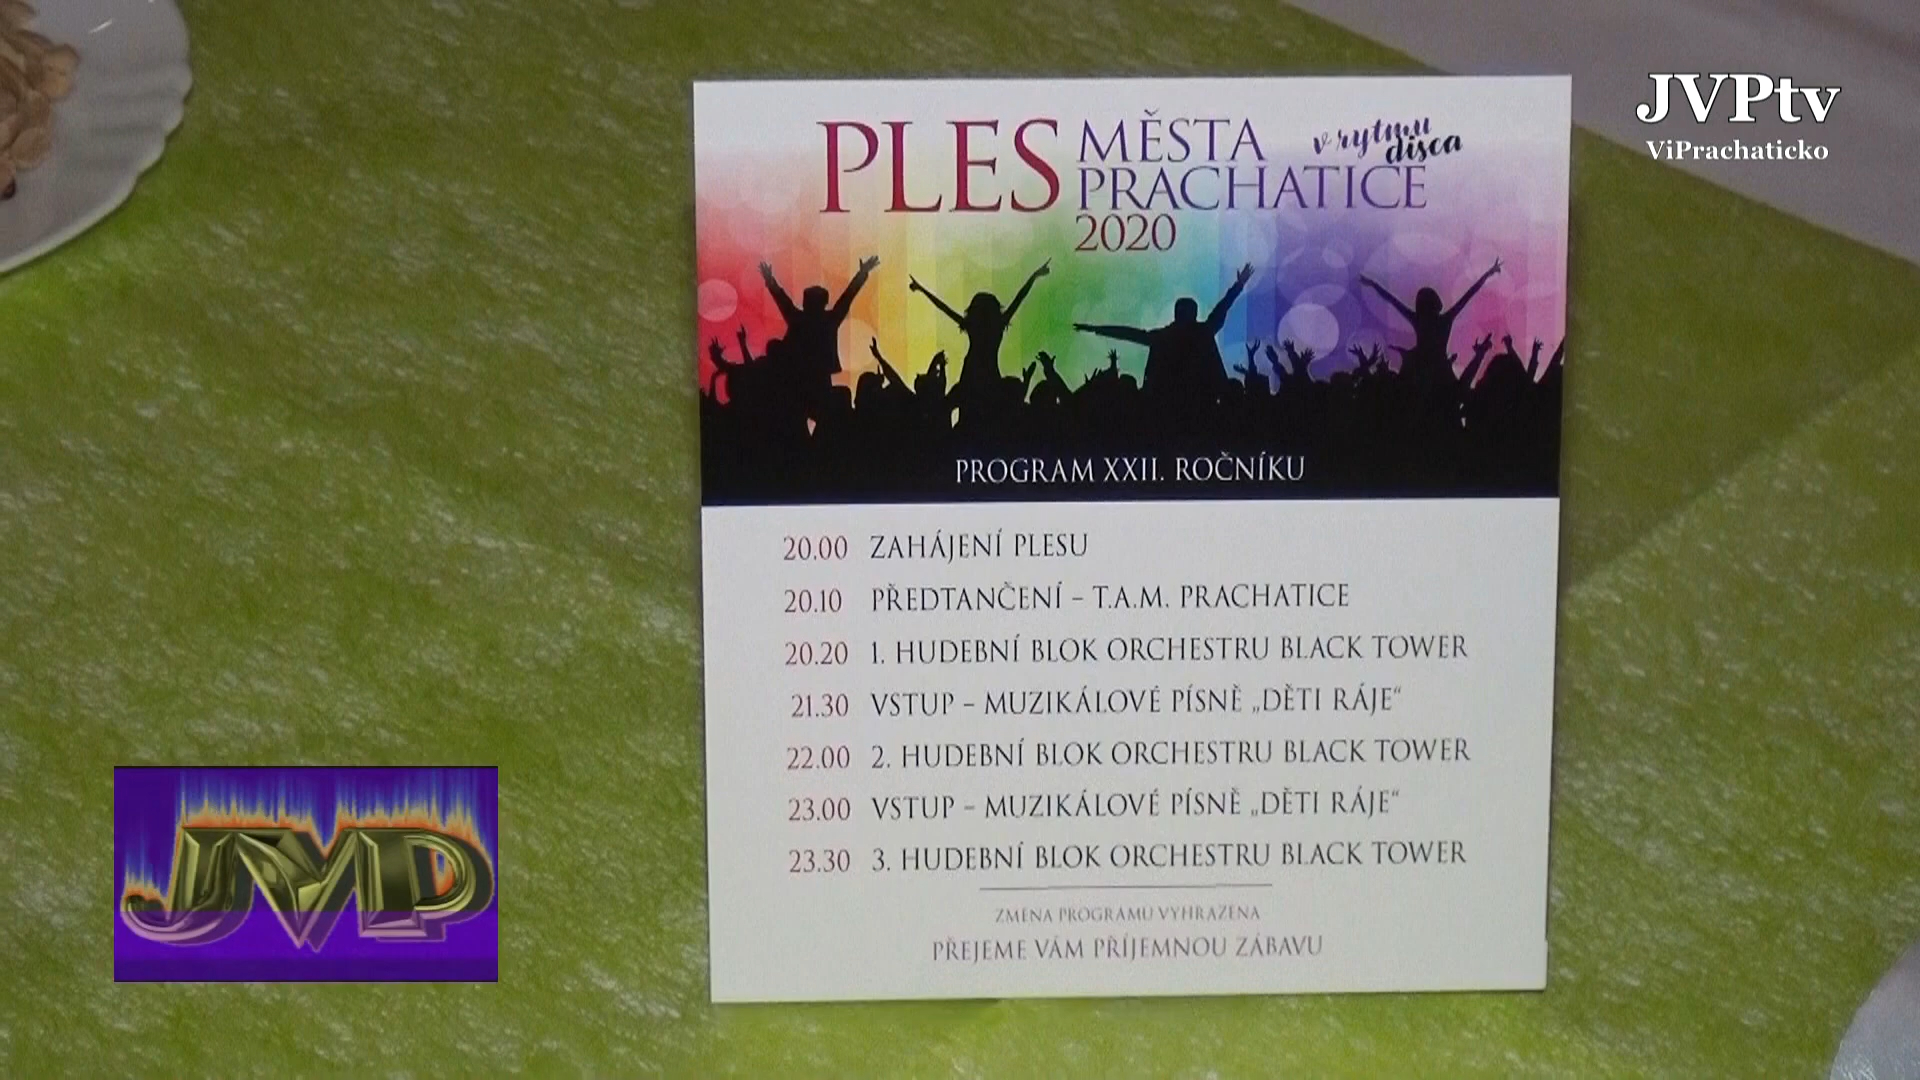 JVPtv
ViPrachaticko
PLES MĚSTA PRACHATICE 2020
v rytmu disca
PROGRAM XXII. ROČNÍKU
20.00 ZAHÁJENÍ PLESU
20.10 PŘEDTANČENÍ – T.A.M. PRACHATICE
20.20 1. HUDEBNÍ BLOK ORCHESTRU BLACK TOWER
21.30 VSTUP – MUZIKÁLOVÉ PÍSNĚ „DĚTI RÁJE“
22.00 2. HUDEBNÍ BLOK ORCHESTRU BLACK TOWER
23.00 VSTUP – MUZIKÁLOVÉ PÍSNĚ „DĚTI RÁJE“
23.30 3. HUDEBNÍ BLOK ORCHESTRU BLACK TOWER
ZMĚNA PROGRAMU VYHRAZENA
PŘEJEME VÁM PŘÍJEMNOU ZÁBAVU
JVP